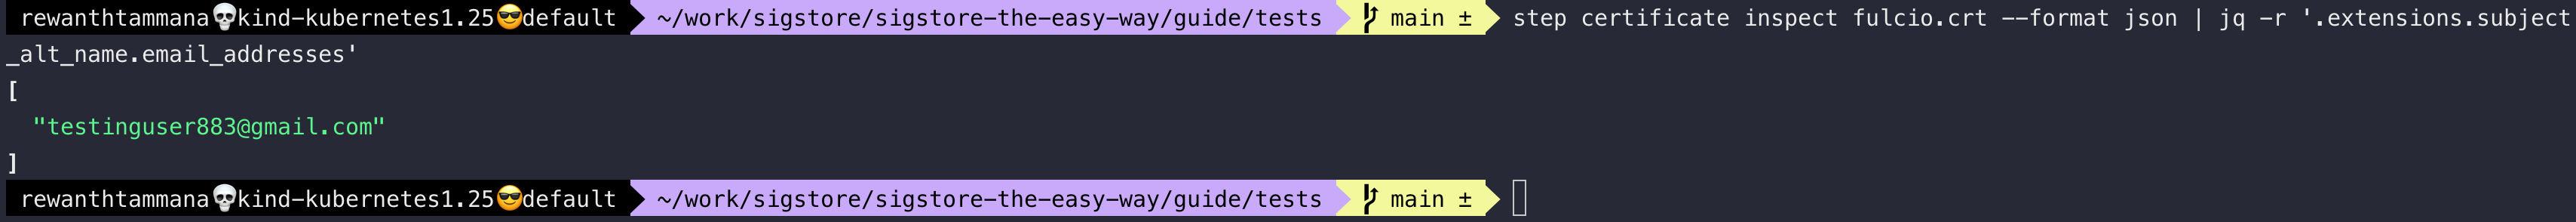 rewanthtammana💀kind-kubernetes1.25😎default ~/work/sigstore/sigstore-the-easy-way/guide/tests main ± step certificate inspect fulcio.crt --format json | jq -r '.extensions.subject
_alt_name.email_addresses'
[
"testinguser883@gmail.com"
]
rewanthtammana💀kind-kubernetes1.25😎default ~/work/sigstore/sigstore-the-easy-way/guide/tests main ±